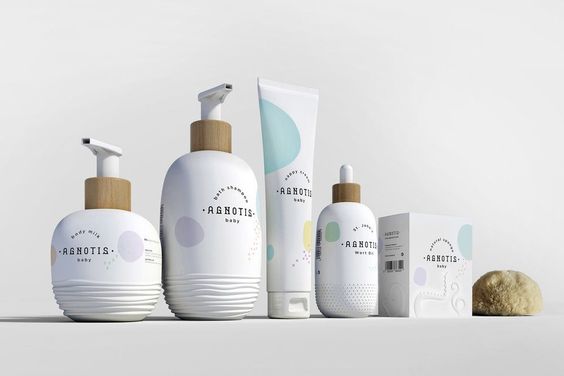 body milk
·AGNOTIS·
baby
bath shampoo
·AGNOTIS·
baby
nappy cream
·AGNOTIS·
baby
St. John's
·AGNOTIS·
Wort Oil
AGNOTIS
natural sponge
·AGNOTIS·
baby